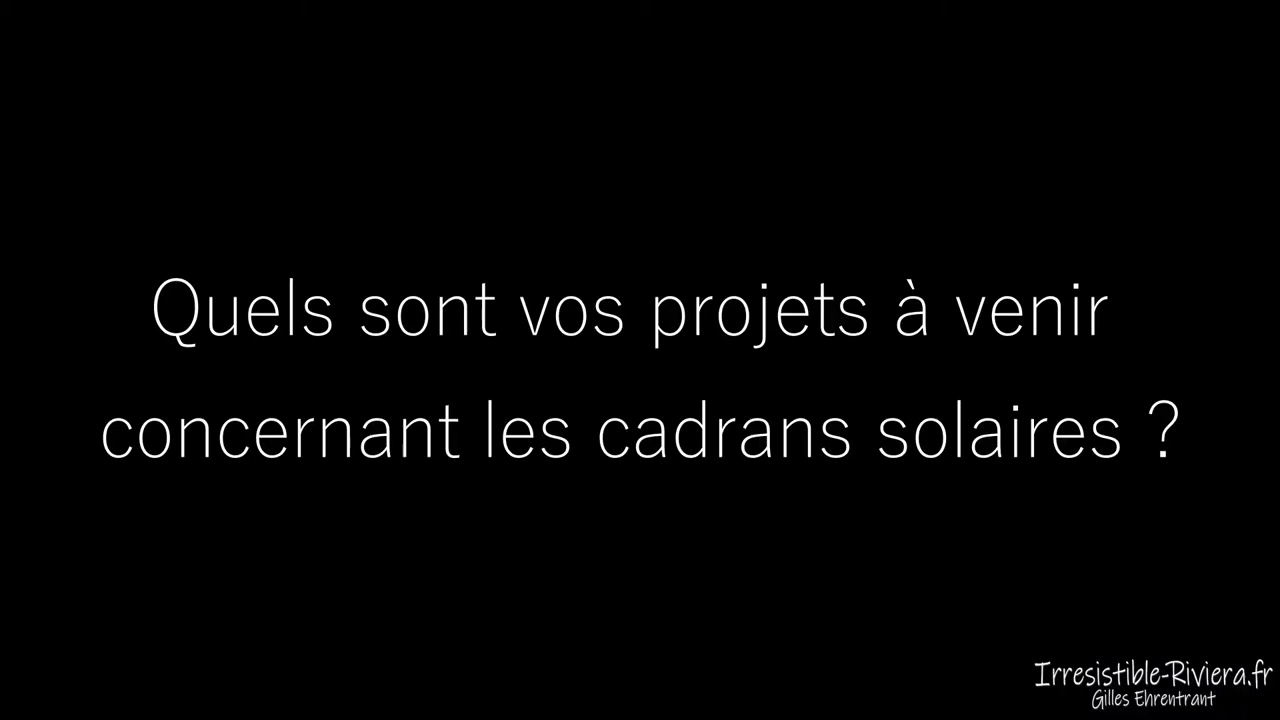 Quels sont vos projets à venir
concernant les cadrans solaires ?
Irresistible-Riviera.fr
Gilles Ehrentrant